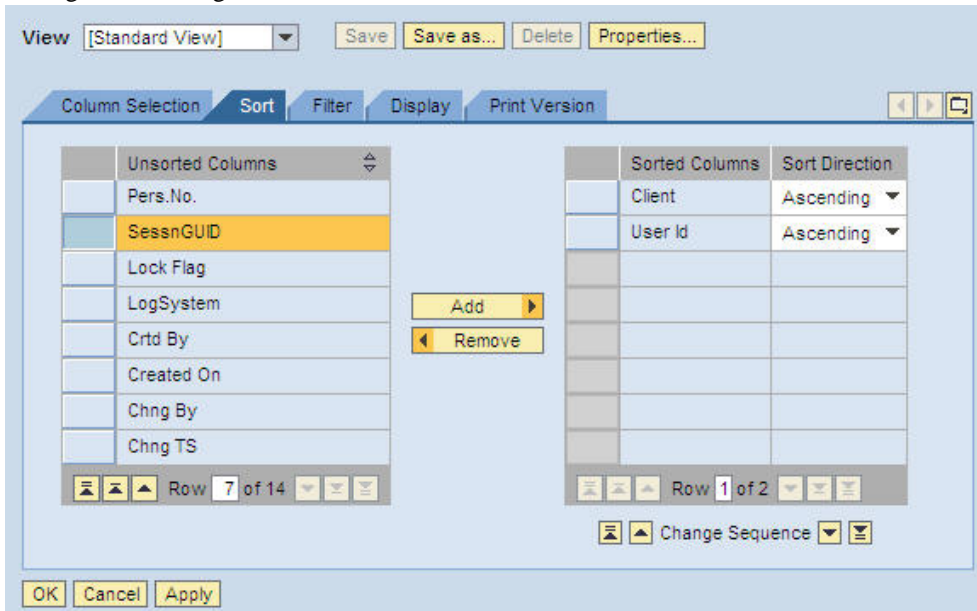 View [Standard View] Save Save as... Delete Properties...
Column Selection Sort Filter Display Print Version
Unsorted Columns Sorted Columns Sort Direction
Pers.No. Client Ascending
SessnGUID User Id Ascending
Lock Flag
LogSystem Add
Crtd By Remove
Created On
Chng By
Chng TS
Row 7 of 14 Row 1 of 2
Change Sequence
OK Cancel Apply